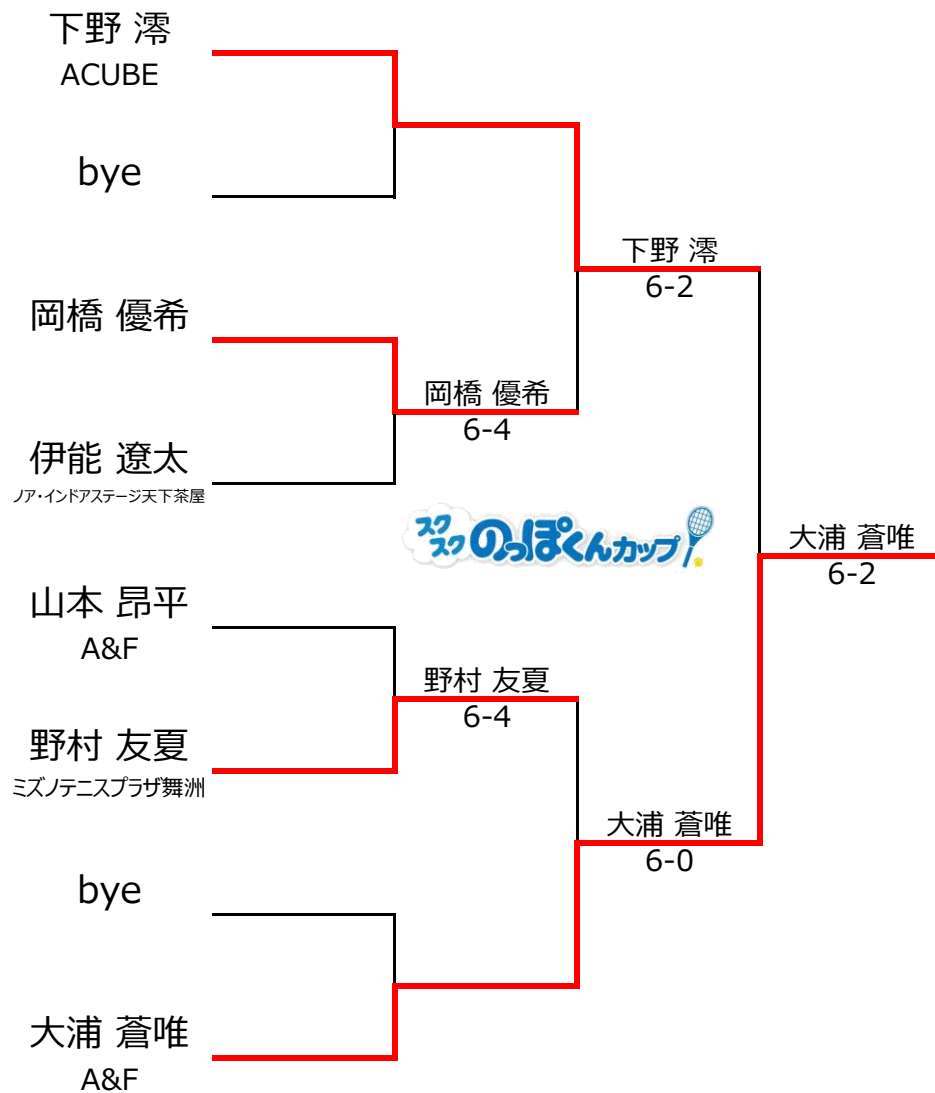 下野 澪
ACUBE
bye
岡橋 優希
伊能 遼太
ノア・インドアステージ天下茶屋
山本 昂平
A&F
野村 友夏
ミズノテニスプラザ舞洲
bye
大浦 蒼唯
A&F
岡橋 優希
6-4
野村 友夏
6-4
下野 澪
6-2
大浦 蒼唯
6-0
大浦 蒼唯
6-2
スクスク のっぽくんカップ